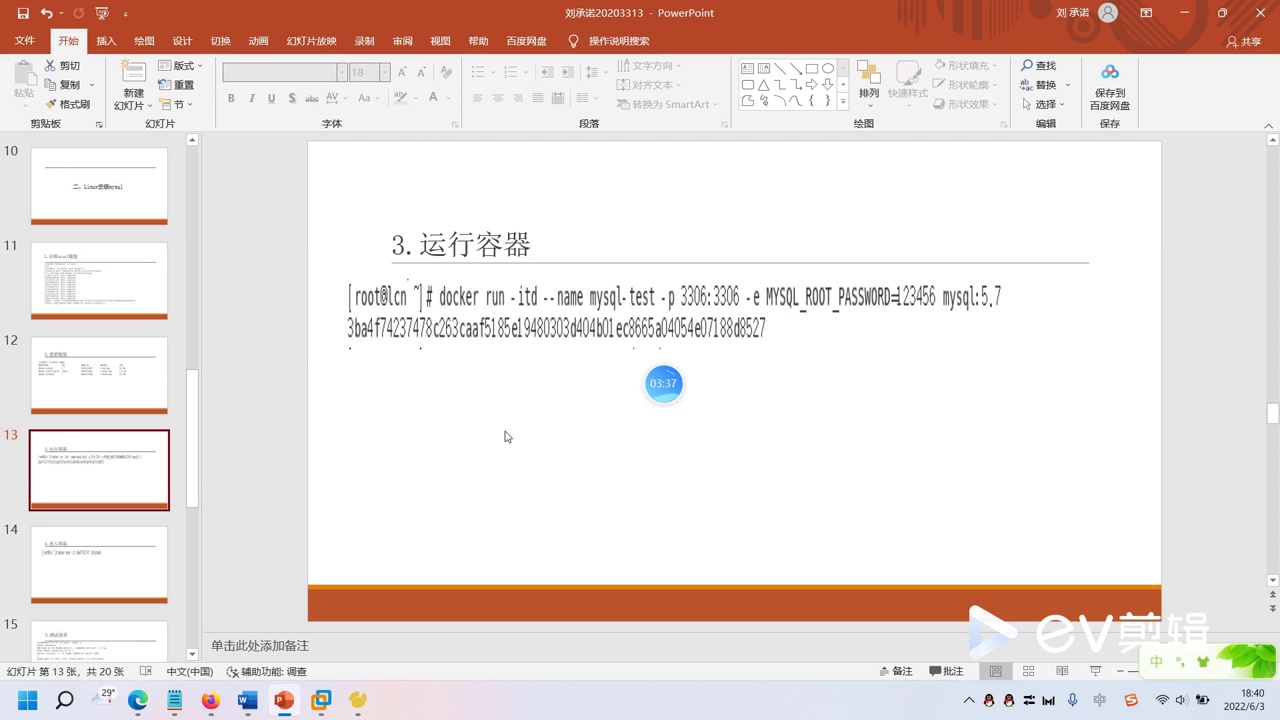 刘承诺20203313 - PowerPoint
刘 承诺
文件 开始 插入 绘图 设计 切换 动画 幻灯片放映 录制 审阅 视图 帮助 百度网盘 操作说明搜索 共享
粘贴
剪切
复制
格式刷
剪贴板
新建
幻灯片
版式
重置
节
幻灯片
18
B I U S abc AV Aa A
字体
文字方向
对齐文本
转换为 SmartArt
段落
排列
快速样式
形状填充
形状轮廓
形状效果
绘图
查找
替换
选择
编辑
保存到
百度网盘
保存
10
二、Linux安装mysql
11
12
13
3.运行容器
14
4.进入容器
15
3.运行容器
[root@lcn ~]# docker run -itd --name mysql-test -p 3306:3306 -e MYSQL_ROOT_PASSWORD=123456 mysql:5.7
3ba4f74237478c263caaf5185e19480303d404b01ec8665a04054e07188d8527
03:37
单击此处添加备注
EV剪辑
中
幻灯片 第 13 张，共 20 张 中文(中国) 辅助功能: 调查 备注 批注
29°
中
18:40
2022/6/3